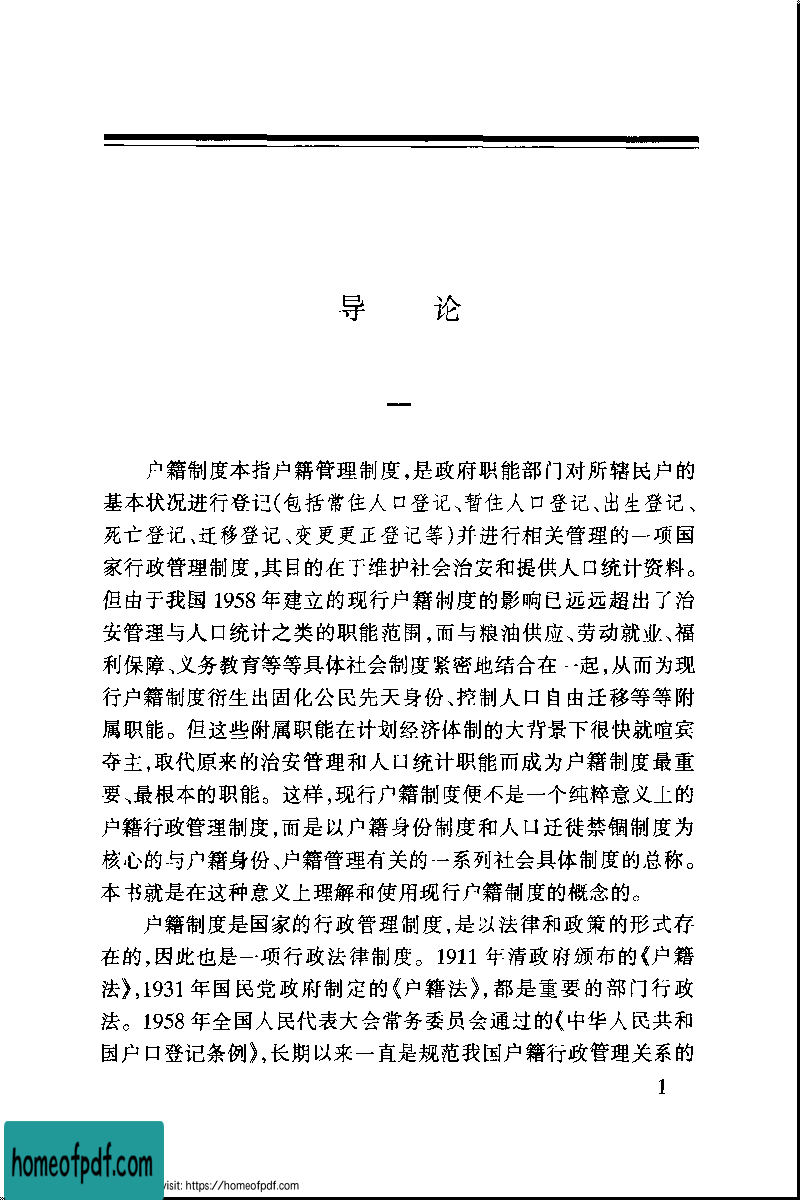 导 论
一
户籍制度本指户籍管理制度,是政府职能部门对所辖民户的
基本状况进行登记(包括常住人口登记、暂住人口登记、出生登记、
死亡登记、迁移登记、变更更正登记等)并进行相关管理的一项国
家行政管理制度,其目的在于维护社会治安和提供人口统计资料。
但由于我国1958年建立的现行户籍制度的影响已远远超出了治
安管理与人口统计之类的职能范围,而与粮油供应、劳动就业、福
利保障、义务教育等等具体社会制度紧密地结合在一起,从而为现
行户籍制度衍生出固化公民先天身份、控制人口自由迁移等等附
属职能。但这些附属职能在计划经济体制的大背景下很快就喧宾
夺主,取代原来的治安管理和人口统计职能而成为户籍制度最重
要、最根本的职能。这样,现行户籍制度便不是一个纯粹意义上的
户籍行政管理制度,而是以户籍身份制度和人口迁徙禁锢制度为
核心的与户籍身份、户籍管理有关的一系列社会具体制度的总称。
本书就是在这种意义上理解和使用现行户籍制度的概念的。
户籍制度是国家的行政管理制度,是以法律和政策的形式存
在的,因此也是一项行政法律制度。1911年清政府颁布的《户籍
法》,1931年国民党政府制定的《户籍法》,都是重要的部门行政
法。1958年全国人民代表大会常务委员会通过的《中华人民共和
国户口登记条例》,长期以来一直是规范我国户籍行政管理关系的
1
homeofpdf.com
visit: https://homeofpdf.com